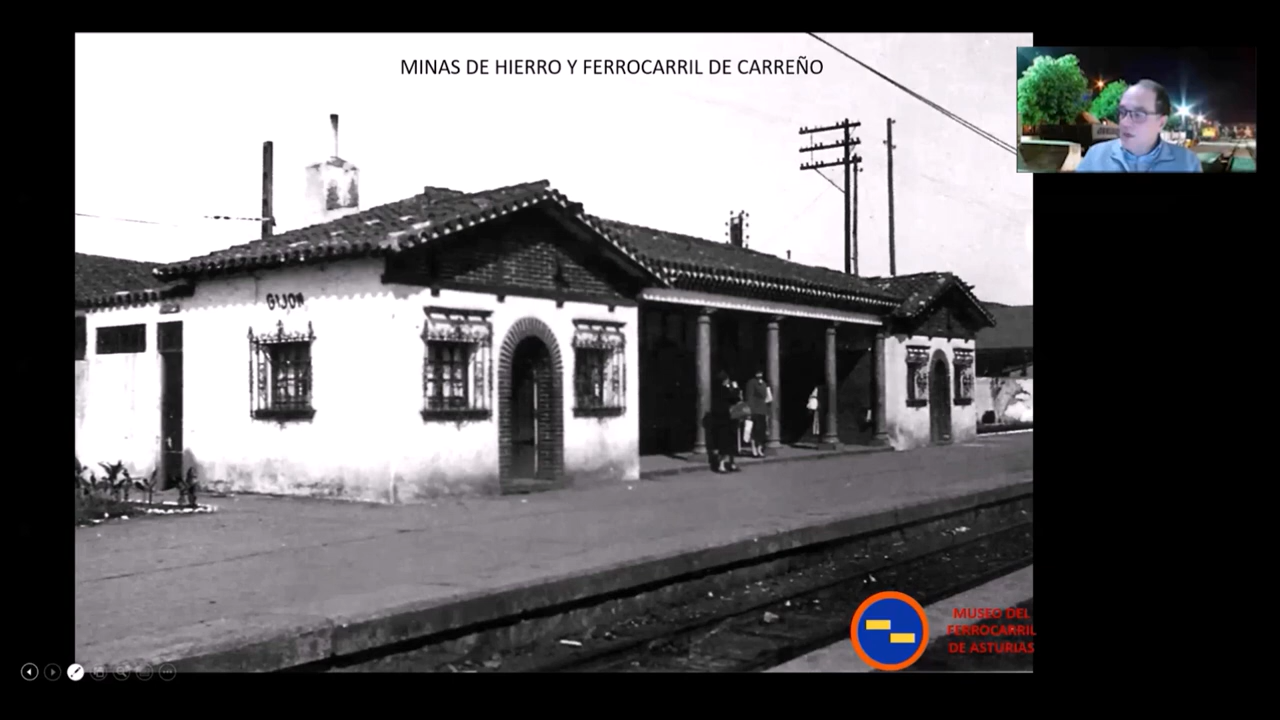 MINAS DE HIERRO Y FERROCARRIL DE CARREÑO
GIJON
MUSEO DEL
FERROCARRIL
DE ASTURIAS